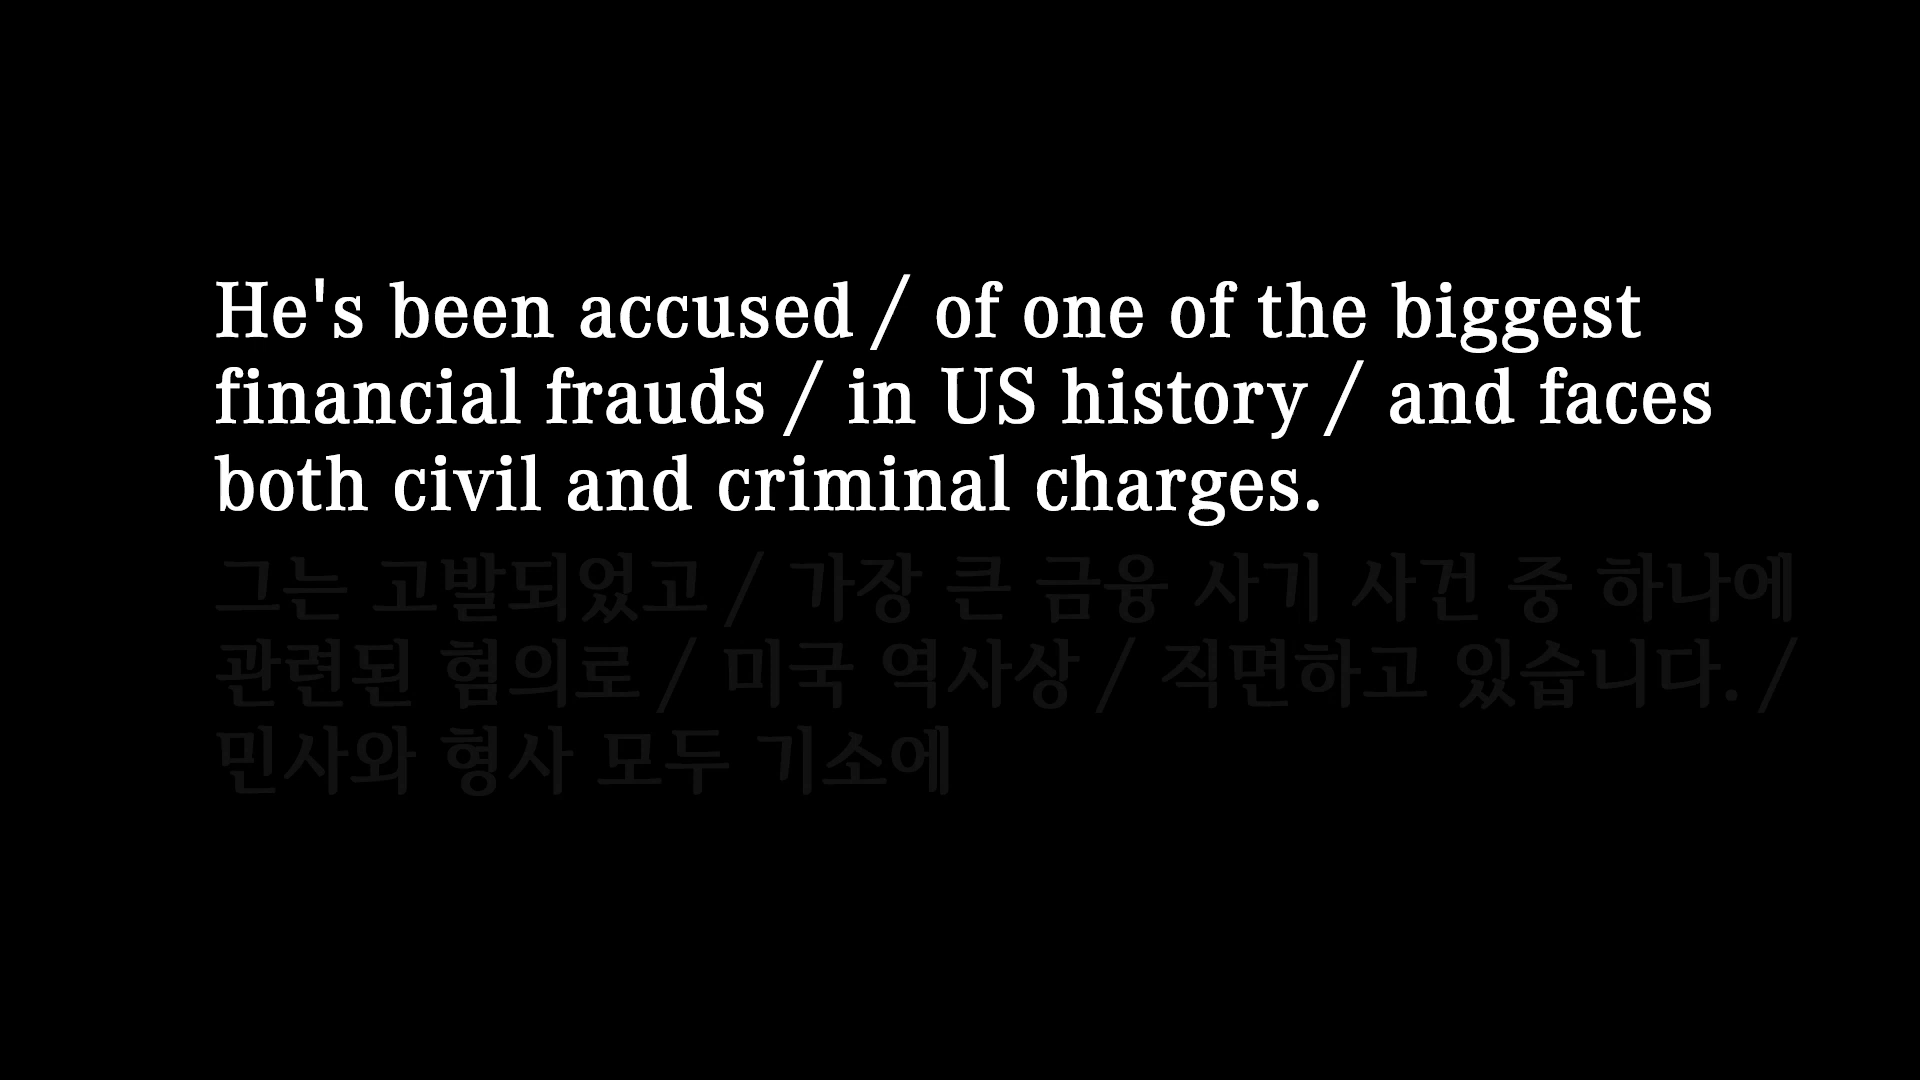 He's been accused / of one of the biggest
financial frauds / in US history / and faces
both civil and criminal charges.
그는 고발되었고 / 가장 큰 금융 사기 사건 중 하나에
관련된 혐의로 / 미국 역사상 / 직면하고 있습니다. /
민사와 형사 모두 기소에